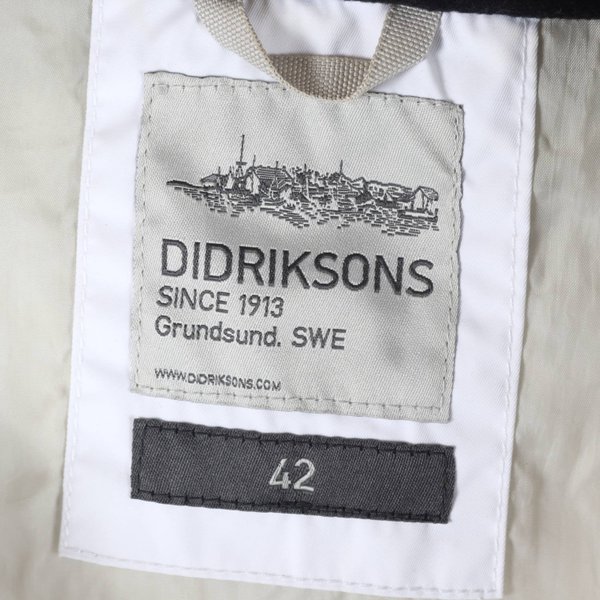 DIDRIKSONS
SINCE 1913
Grundsund. SWE
WWW.DIDRIKSONS.COM
42